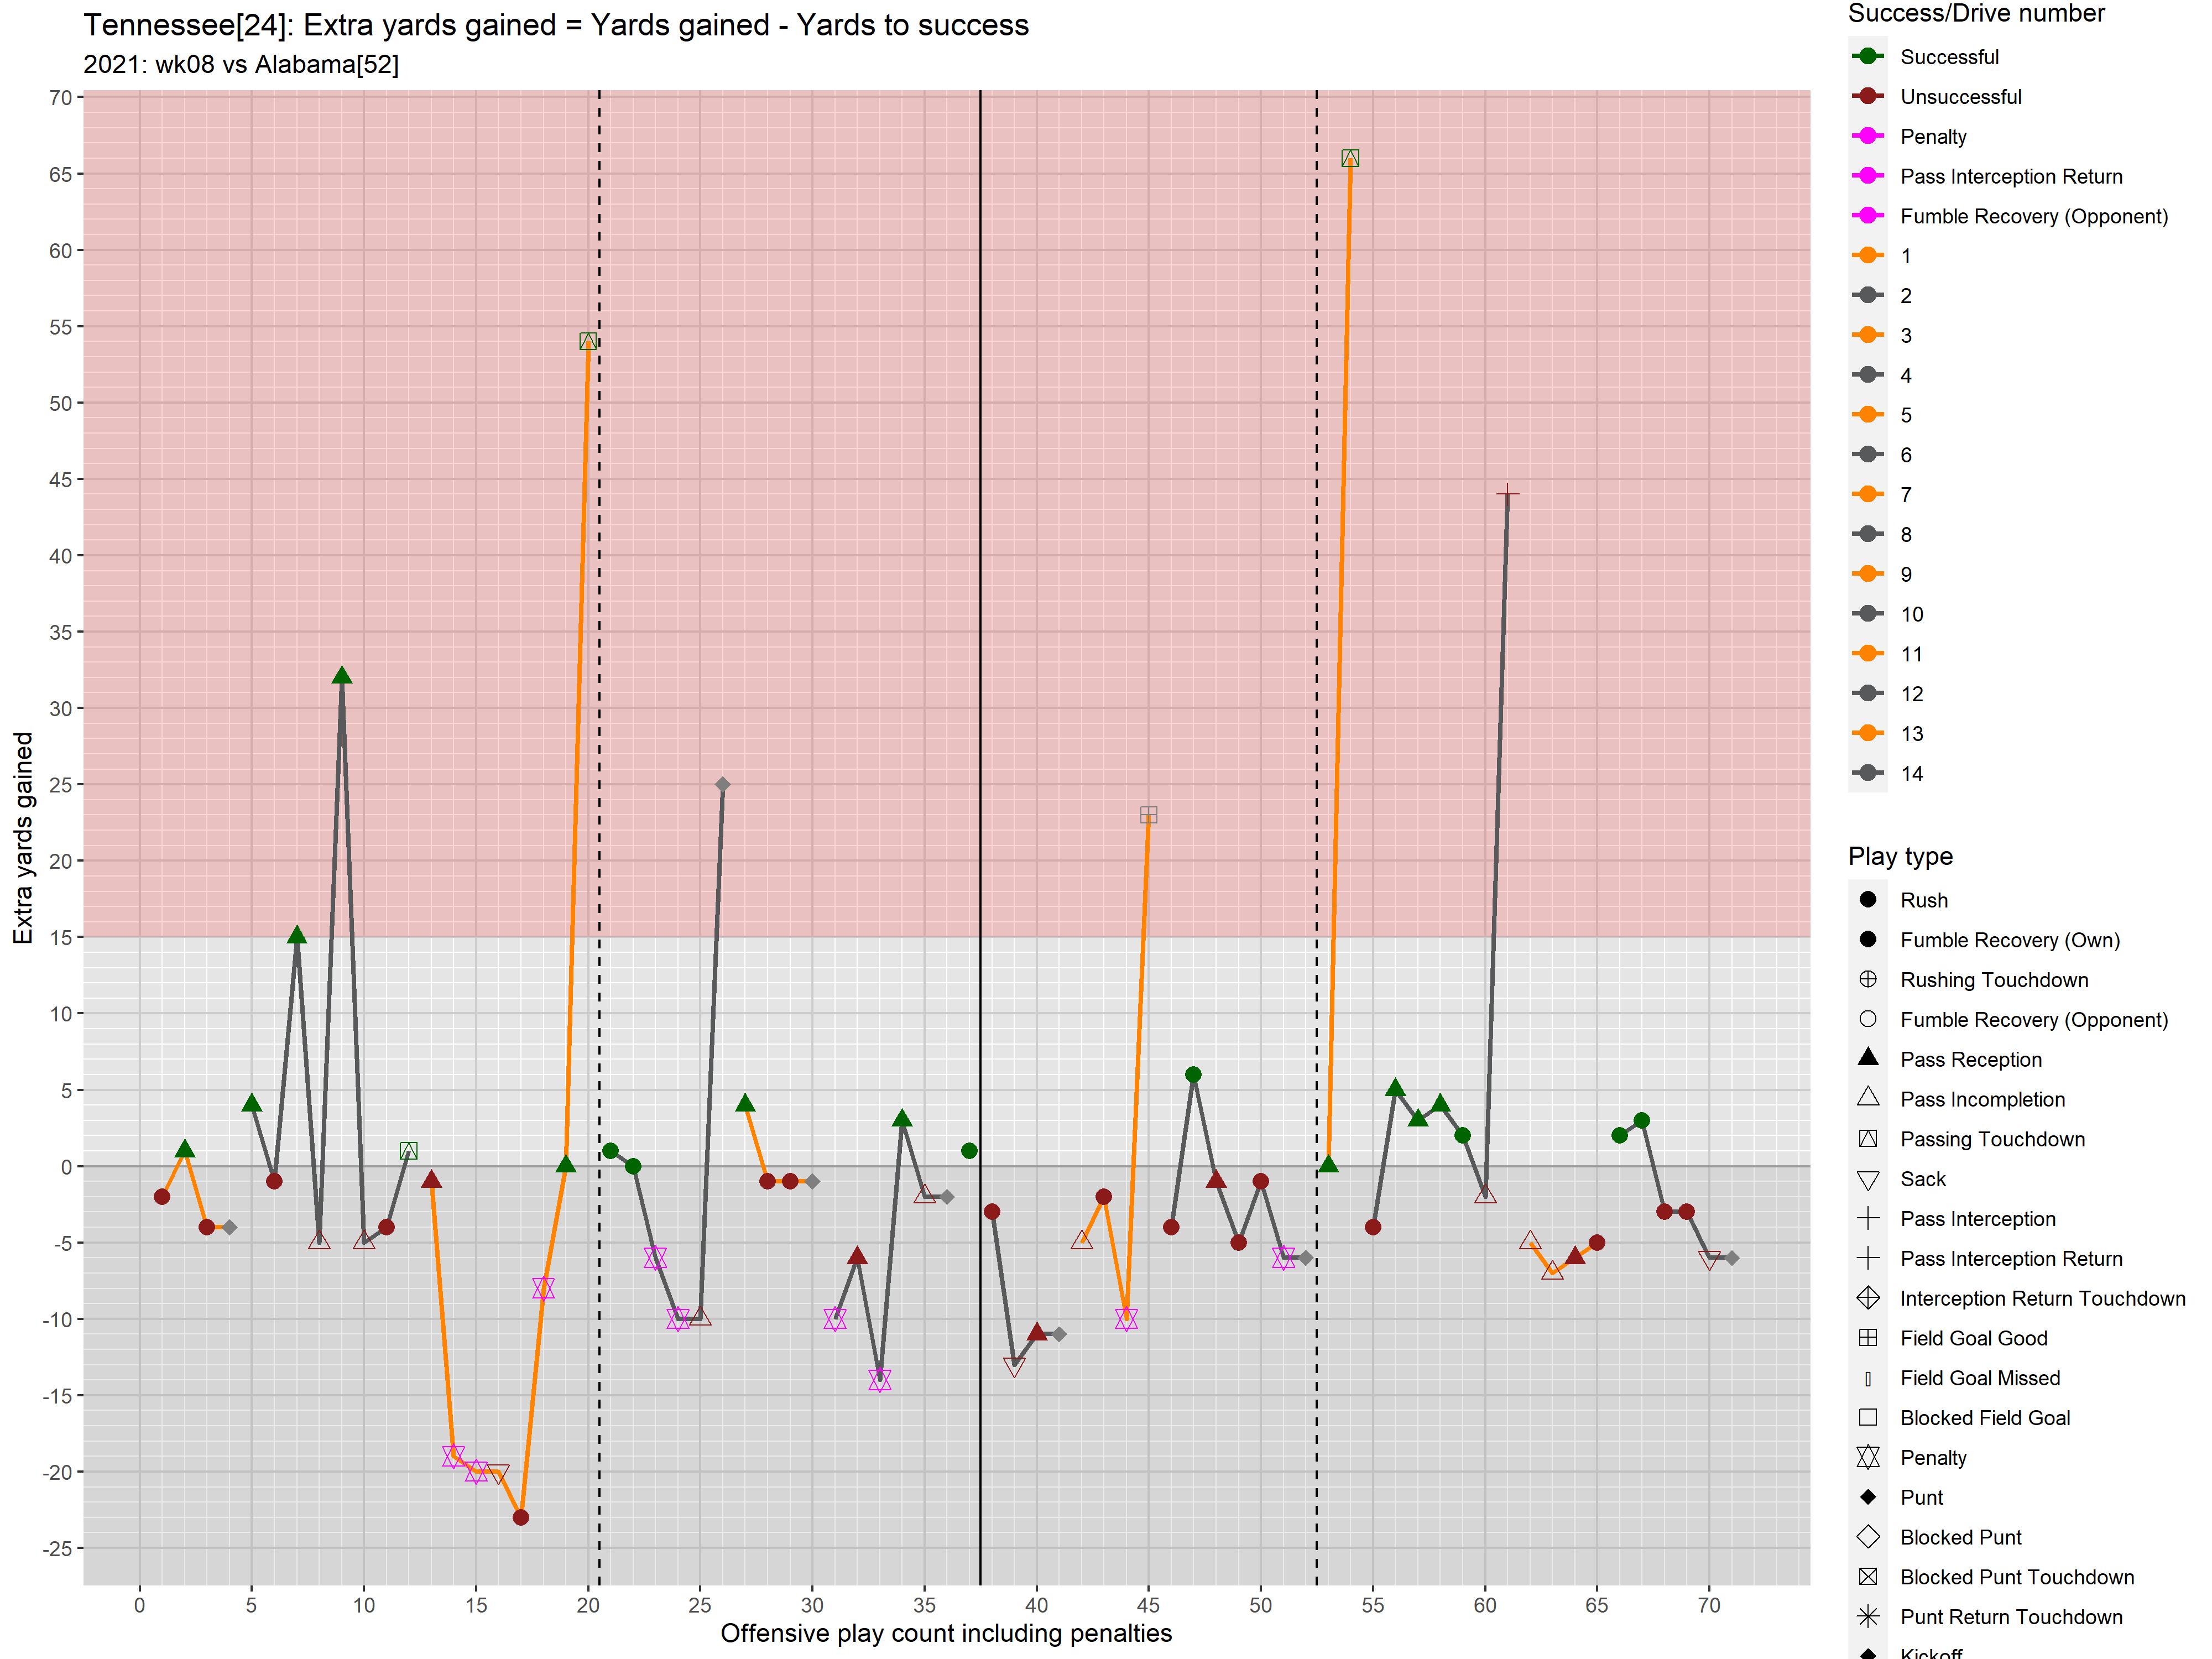 Tennessee[24]: Extra yards gained = Yards gained - Yards to success
2021: wk08 vs Alabama[52]
Extra yards gained
70
65
60
55
50
45
40
35
30
25
20
15
10
5
0
-5
-10
-15
-20
-25
0 5 10 15 20 25 30 35 40 45 50 55 60 65 70
Offensive play count including penalties
Success/Drive number
Successful
Unsuccessful
Penalty
Pass Interception Return
Fumble Recovery (Opponent)
1
2
3
4
5
6
7
8
9
10
11
12
13
14
Play type
Rush
Fumble Recovery (Own)
Rushing Touchdown
Fumble Recovery (Opponent)
Pass Reception
Pass Incompletion
Passing Touchdown
Sack
Pass Interception
Pass Interception Return
Interception Return Touchdown
Field Goal Good
Field Goal Missed
Blocked Field Goal
Penalty
Punt
Blocked Punt
Blocked Punt Touchdown
Punt Return Touchdown
Kickoff